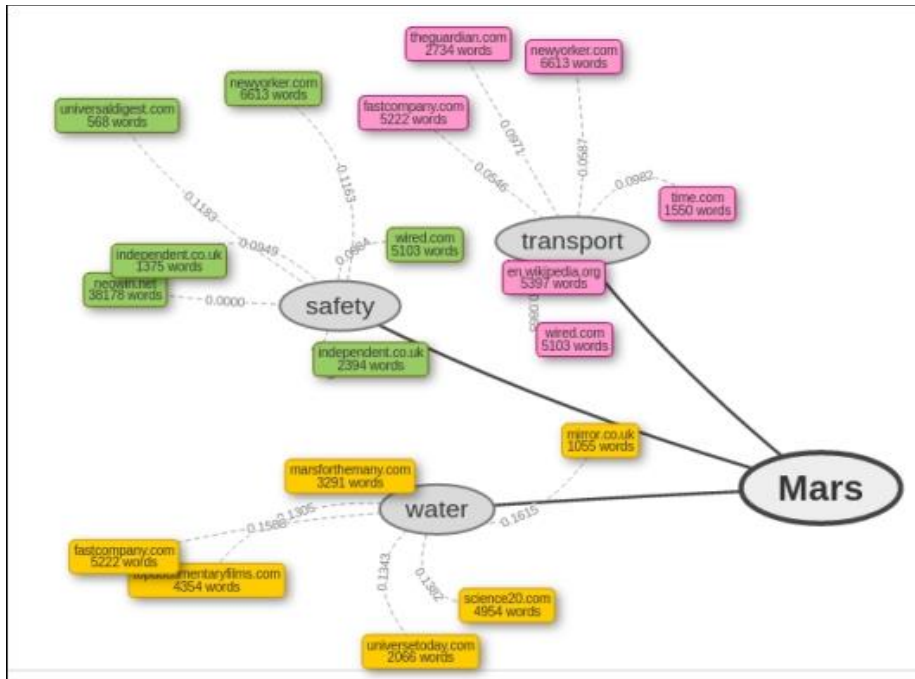 theguardian.com
2734 words
newyorker.com
6613 words
newyorker.com
6613 words
universaldigest.com
568 words
fastcompany.com
5222 words
0.0971
0.0587
0.0546
0.0982
0.1163
0.1183
time.com
1550 words
transport
wired.com
5103 words
0.0949
independent.co.uk
1375 words
neowin.net
38178 words
0.0000
safety
en.wikipedia.org
5397 words
wired.com
5103 words
independent.co.uk
2394 words
mirror.co.uk
1055 words
marsforthemany.com
3291 words
Mars
water
0.1615
0.1305
fastcompany.com
5222 words
4354 words
0.1343
0.1382
science20.com
4954 words
universetoday.com
2066 words